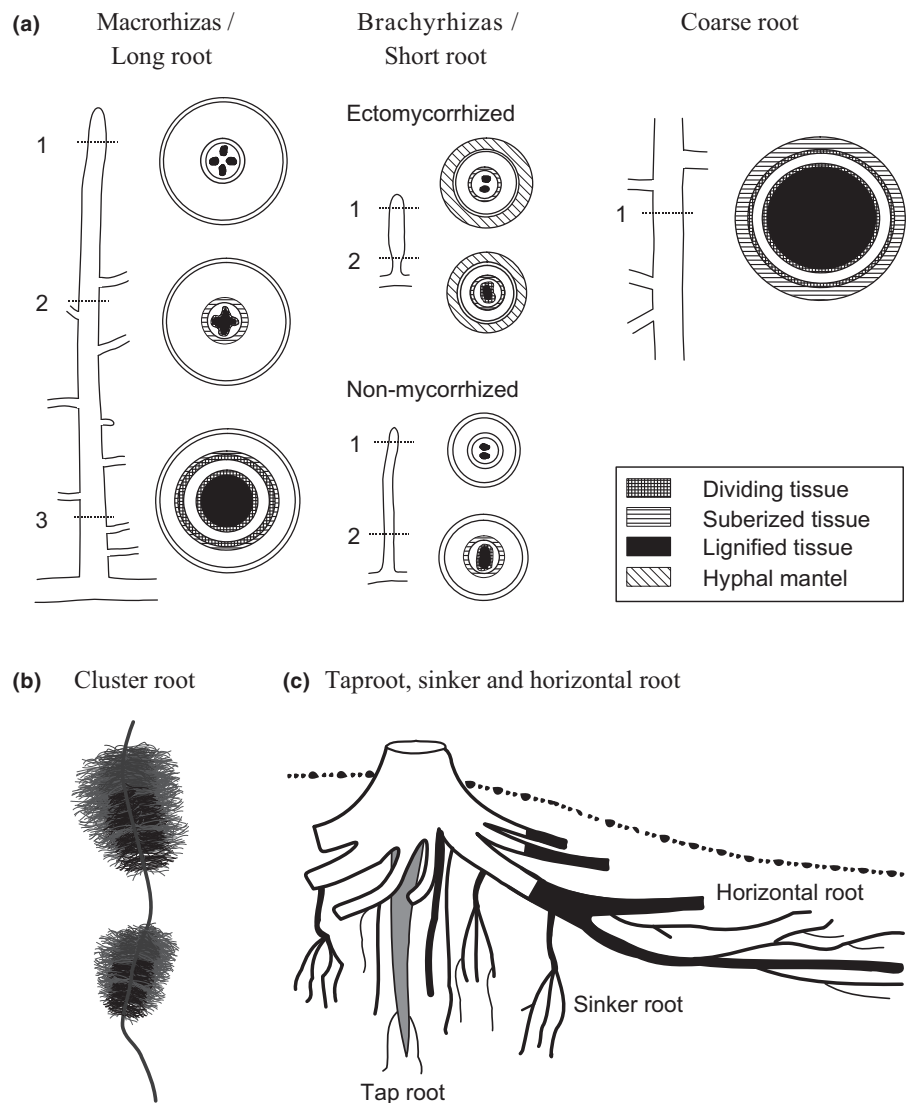 (a)
Macrorhizas /
Long root
Brachyrhizas /
Short root
Coarse root
1
2
3
Ectomycorrhized
1
2
Non-mycorrhized
1
2
1
Dividing tissue
Suberized tissue
Lignified tissue
Hyphal mantel
(b) Cluster root
(c) Taproot, sinker and horizontal root
Horizontal root
Sinker root
Tap root